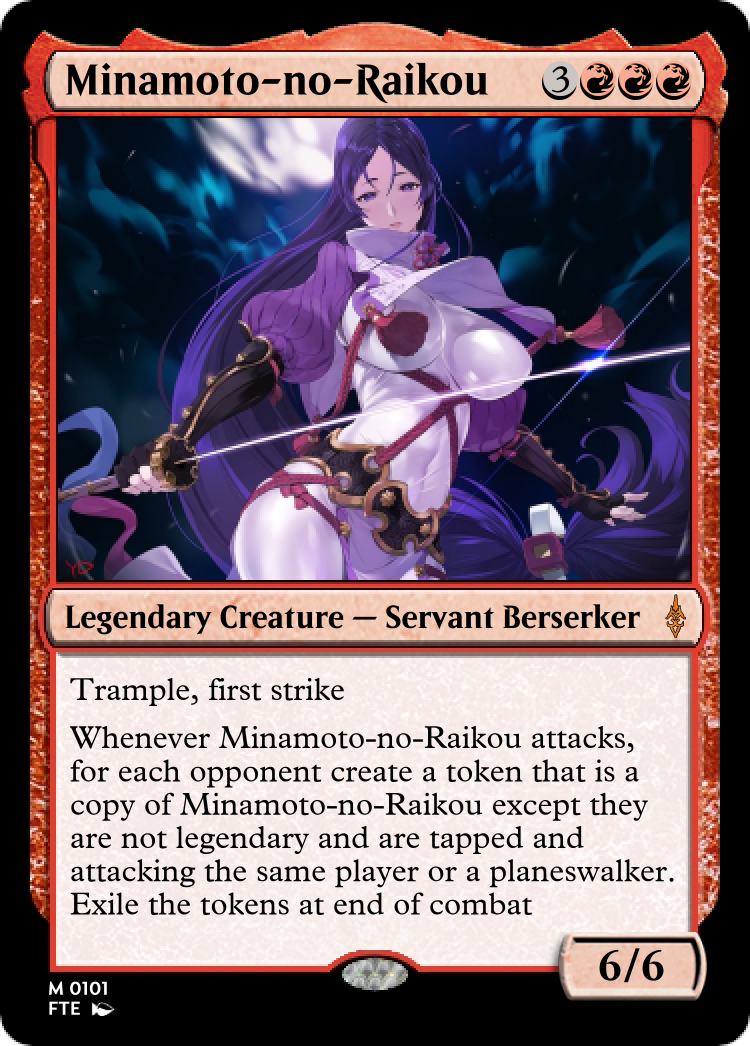 Minamoto-no-Raikou 3
YD
Legendary Creature — Servant Berserker
Trample, first strike
Whenever Minamoto-no-Raikou attacks,
for each opponent create a token that is a
copy of Minamoto-no-Raikou except they
are not legendary and are tapped and
attacking the same player or a planeswalker.
Exile the tokens at end of combat
6/6
M 0101
FTE